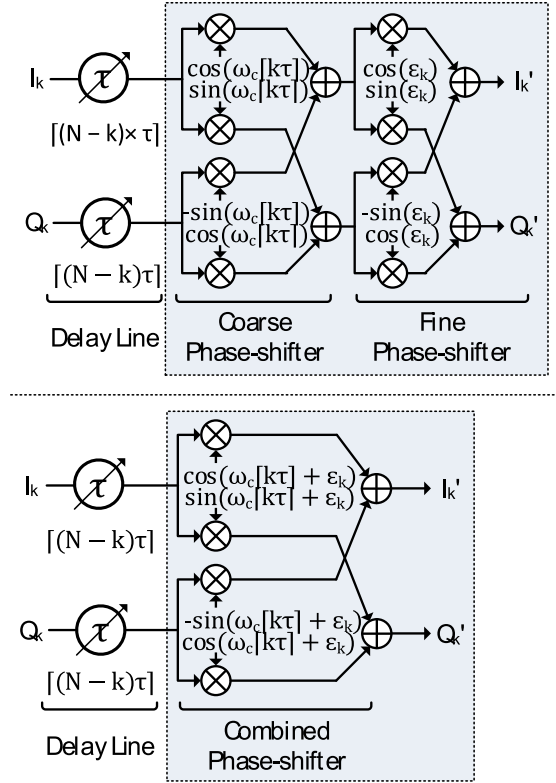 I_k
τ
⌈(N − k)× τ⌉
cos(ω_c⌈kτ⌉)
sin(ω_c⌈kτ⌉)
cos(ε_k)
sin(ε_k)
I_k'
Q_k
τ
⌈(N − k)τ⌉
-sin(ω_c⌈kτ⌉)
cos(ω_c⌈kτ⌉)
-sin(ε_k)
cos(ε_k)
Q_k'
Delay Line
Coarse
Phase-shifter
Fine
Phase-shifter
I_k
τ
⌈(N − k)τ⌉
cos(ω_c⌈kτ⌉ + ε_k)
sin(ω_c⌈kτ⌉ + ε_k)
I_k'
Q_k
τ
⌈(N − k)τ⌉
-sin(ω_c⌈kτ⌉ + ε_k)
cos(ω_c⌈kτ⌉ + ε_k)
Q_k'
Delay Line
Combined
Phase-shifter